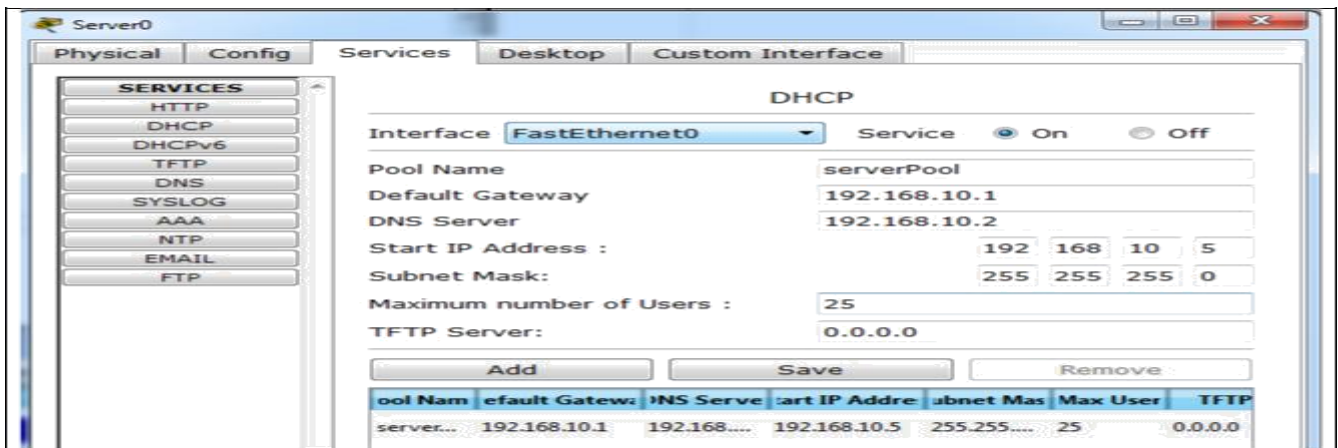 Server0
Physical Config Services Desktop Custom Interface
SERVICES
HTTP
DHCP
DHCPv6
TFTP
DNS
SYSLOG
AAA
NTP
EMAIL
FTP
DHCP
Interface FastEthernet0 Service On Off
Pool Name serverPool
Default Gateway 192.168.10.1
DNS Server 192.168.10.2
Start IP Address : 192 168 10 5
Subnet Mask: 255 255 255 0
Maximum number of Users : 25
TFTP Server: 0.0.0.0
Add Save Remove
ool Nam efault Gatewa NS Serve art IP Addre ubnet Mas Max User TFTP
server... 192.168.10.1 192.168.... 192.168.10.5 255.255.... 25 0.0.0.0